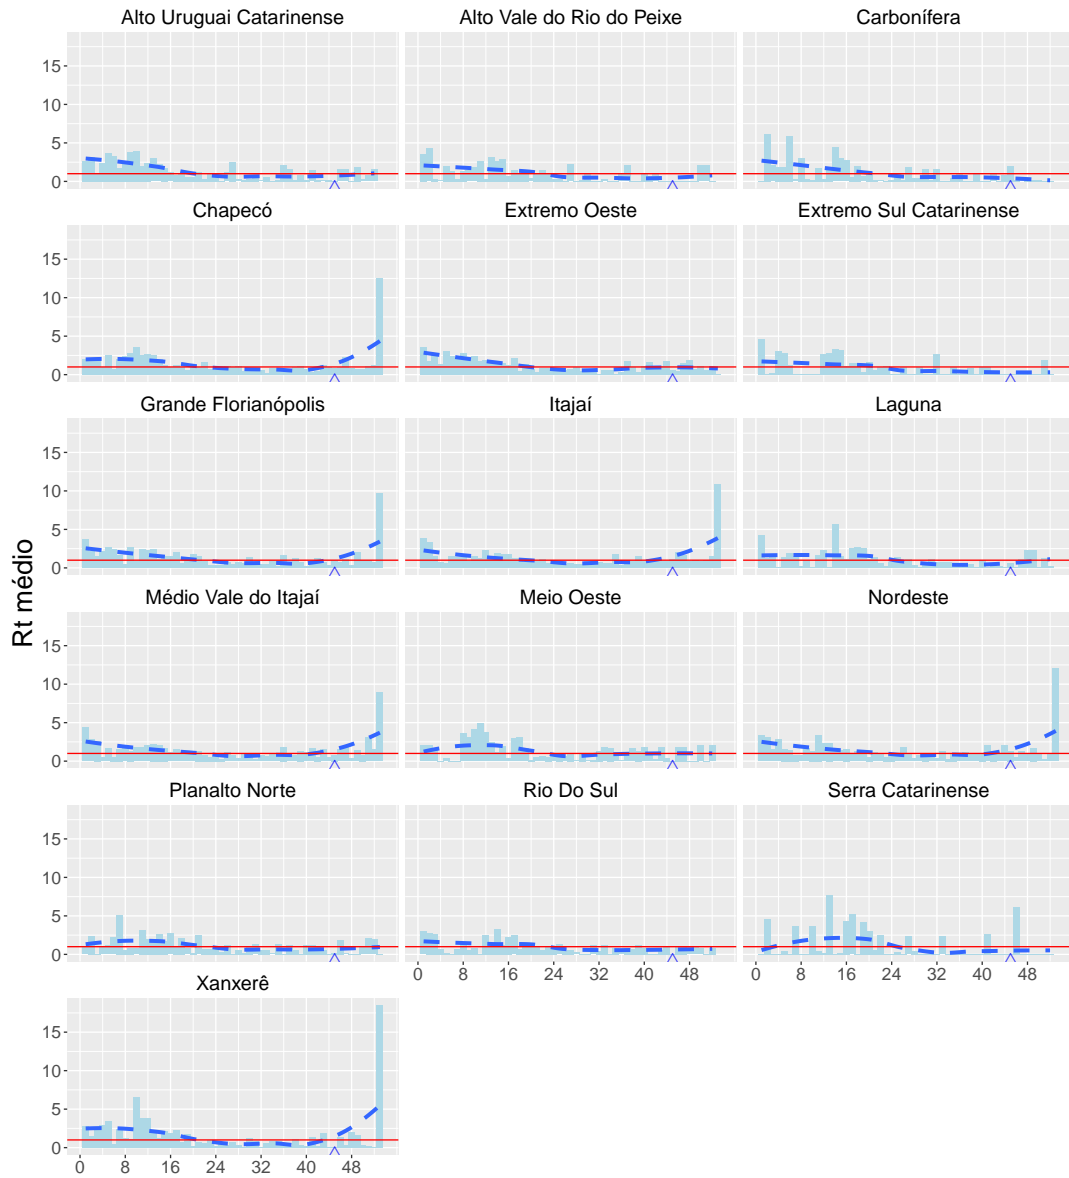 Alto Uruguai Catarinense Alto Vale do Rio do Peixe Carbonífera
15
10
5
0
Chapecó Extremo Oeste Extremo Sul Catarinense
15
10
5
0
Grande Florianópolis Itajaí Laguna
15
10
5
0
Rt médio
Médio Vale do Itajaí Meio Oeste Nordeste
15
10
5
0
Planalto Norte Rio Do Sul Serra Catarinense
15
10
5
0
0 8 16 24 32 40 48 0 8 16 24 32 40 48
Xanxerê
15
10
5
0
0 8 16 24 32 40 48